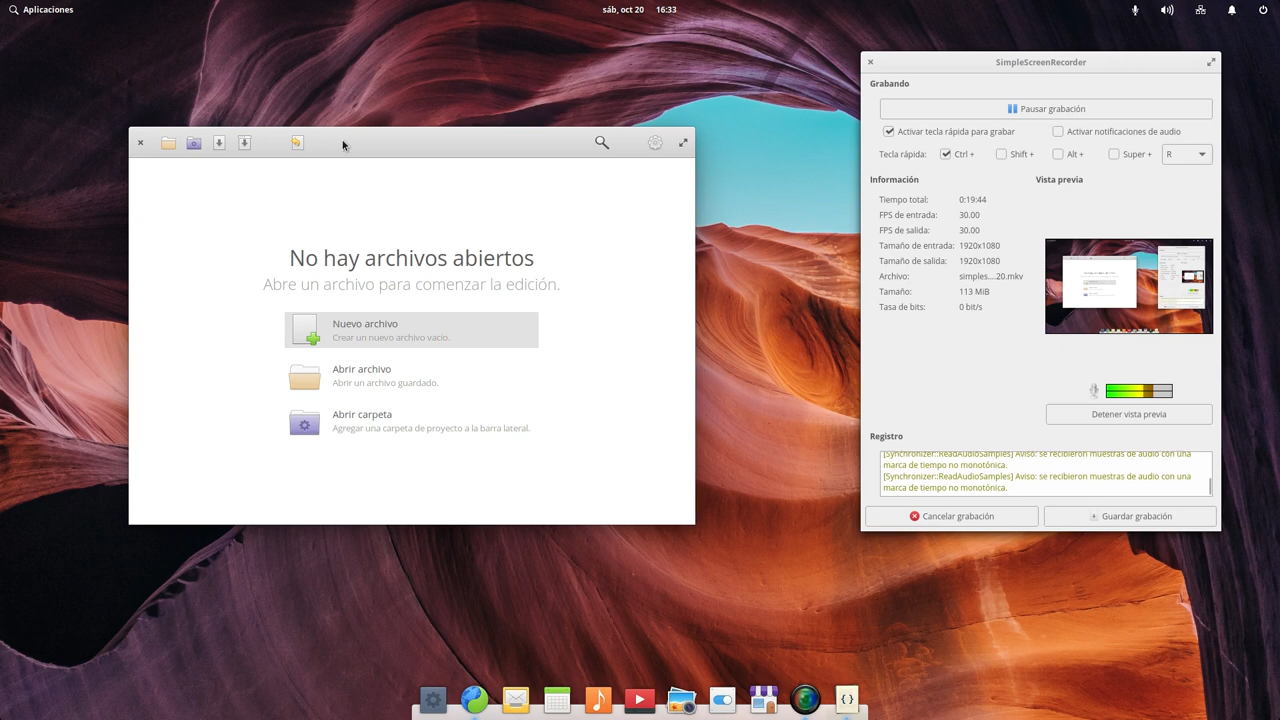 Aplicaciones
sáb, oct 20 16:33
No hay archivos abiertos
Abre un archivo para comenzar la edición.
Nuevo archivo
Crear un nuevo archivo vacío.
Abrir archivo
Abrir un archivo guardado.
Abrir carpeta
Agregar una carpeta de proyecto a la barra lateral.
SimpleScreenRecorder
Grabando
Pausar grabación
Activar tecla rápida para grabar
Activar notificaciones de audio
Tecla rápida: Ctrl + Shift + Alt + Super + R
Información
Vista previa
Tiempo total: 0:19:44
FPS de entrada: 30.00
FPS de salida: 30.00
Tamaño de entrada: 1920x1080
Tamaño de salida: 1920x1080
Archivo: simples....20.mkv
Tamaño: 113 MiB
Tasa de bits: 0 bit/s
Detener vista previa
Registro
[Synchronizer::ReadAudioSamples] Aviso: se recibieron muestras de audio con una
marca de tiempo no monotónica.
[Synchronizer::ReadAudioSamples] Aviso: se recibieron muestras de audio con una
marca de tiempo no monotónica.
Cancelar grabación
Guardar grabación
{ }